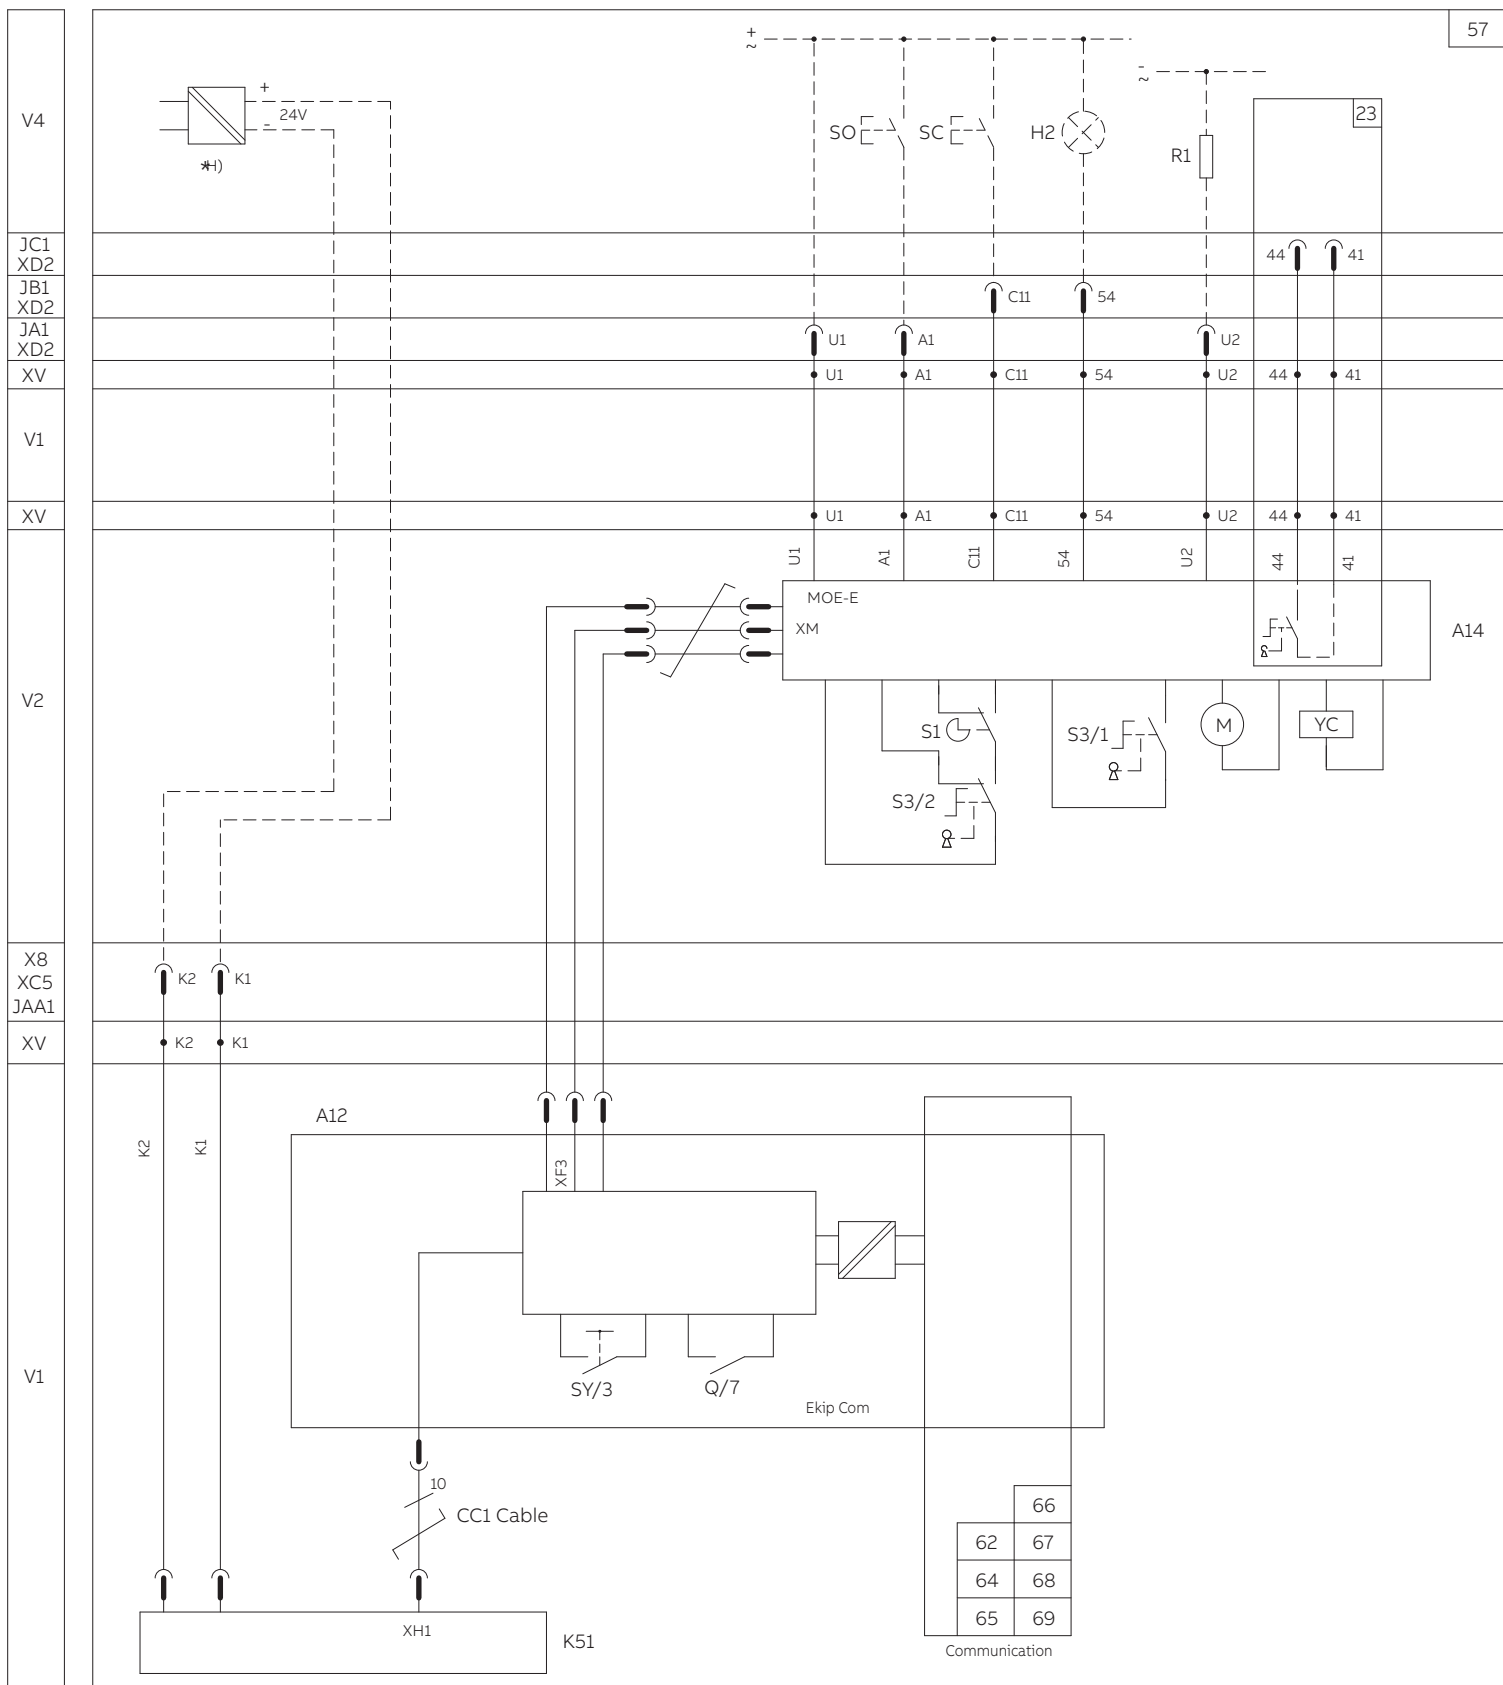 57
+
~
-
~
+
24V
-
*H)
V4
SO
SC
H2
R1
23
JC1
XD2
44
41
JB1
XD2
C11
54
JA1
XD2
U1
A1
U2
XV
U1
A1
C11
54
U2
44
41
V1
XV
U1
A1
C11
54
U2
44
41
U1
A1
C11
54
U2
44
41
MOE-E
XM
A14
V2
S1
S3/1
M
YC
S3/2
X8
XC5
JAA1
K2
K1
XV
K2
K1
A12
K2
K1
XF3
V1
SY/3
Q/7
Ekip Com
10
CC1 Cable
66
62
67
64
68
65
69
XH1
K51
Communication